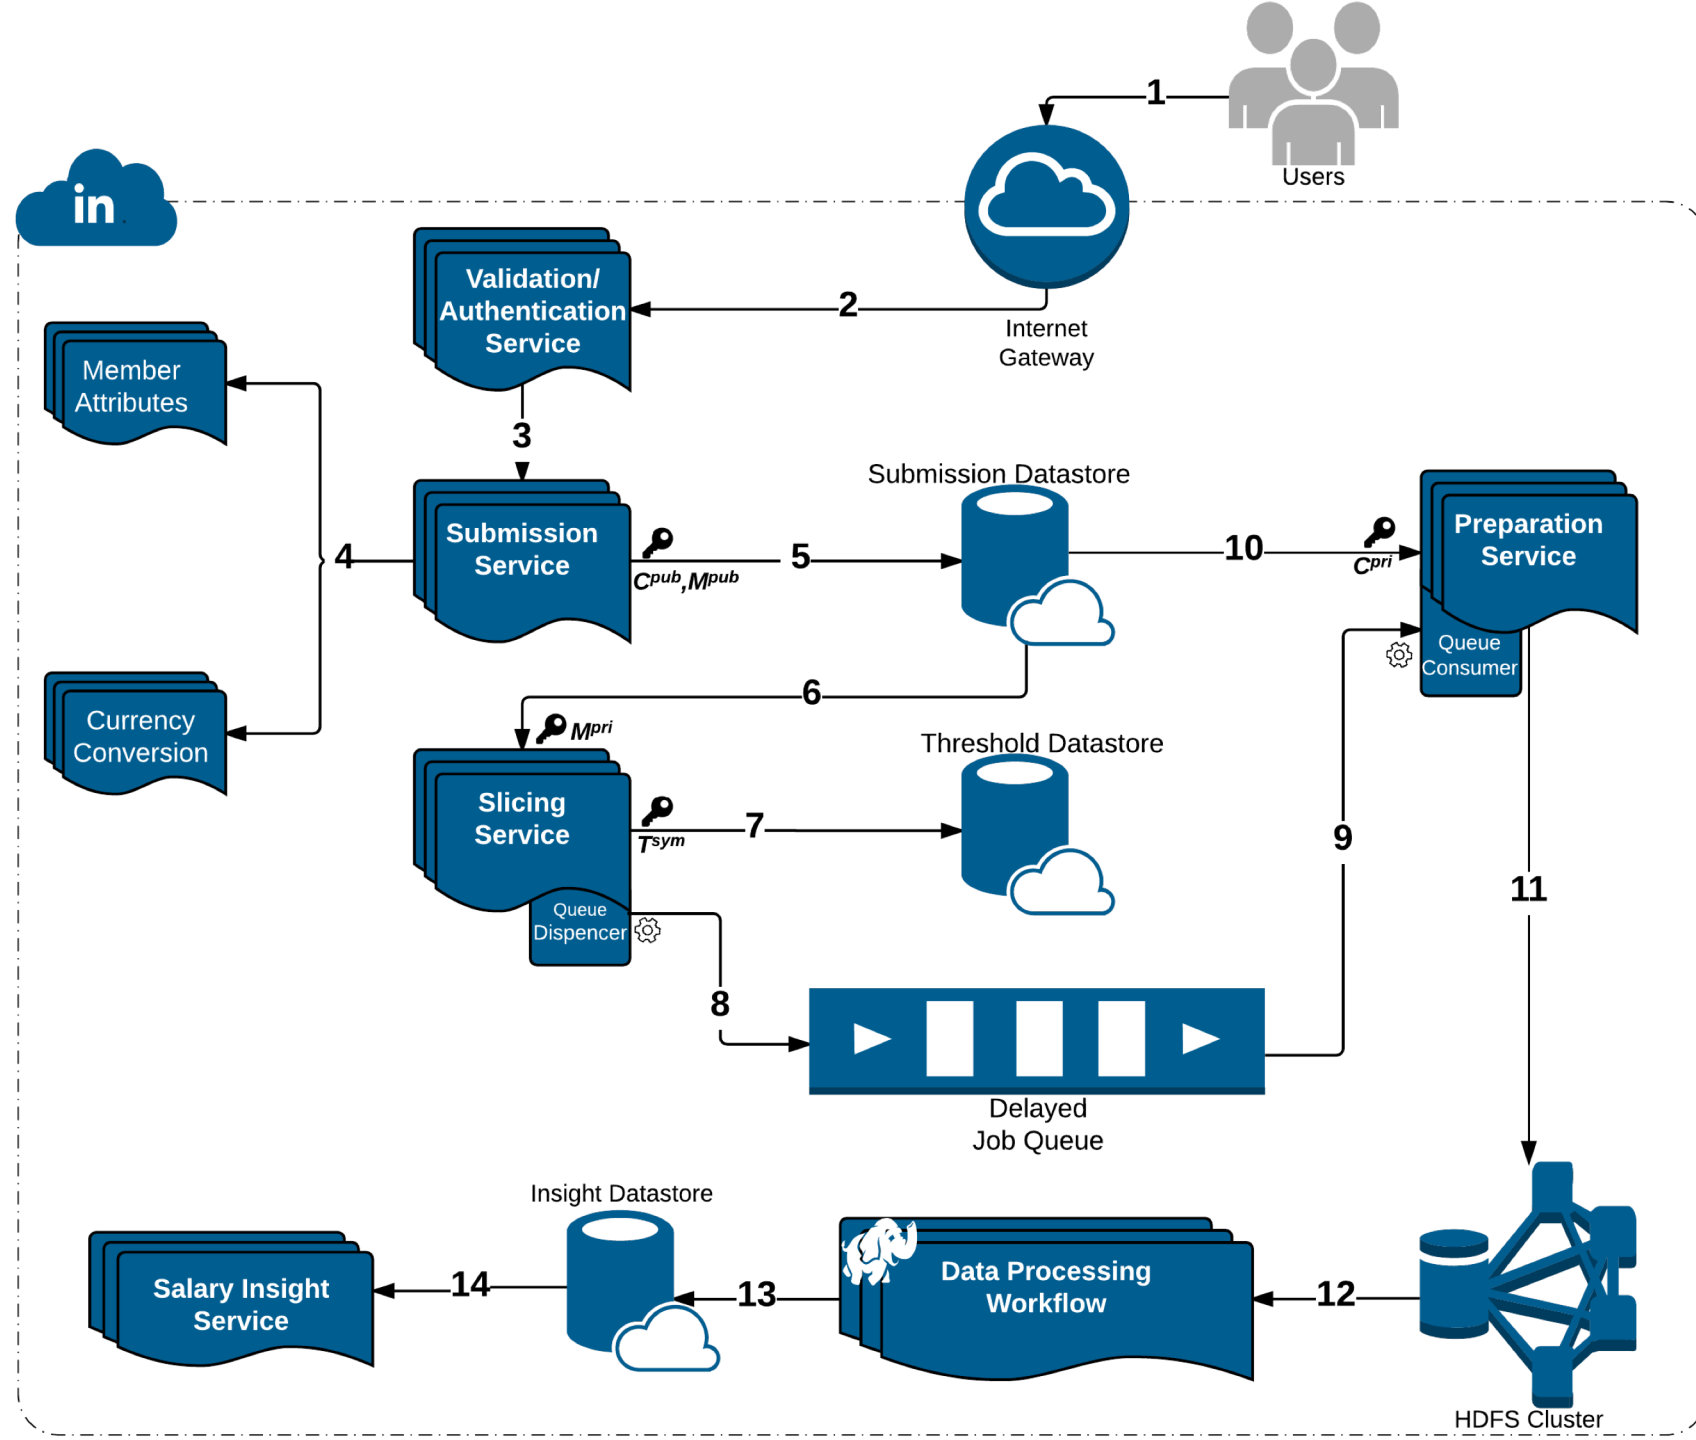 1
Users
in
Validation/
Authentication
Service
2
Internet
Gateway
Member
Attributes
3
Submission Datastore
Submission
Service
4
Cpub,Mpub
5
10
Cpri
Preparation
Service
Queue
Consumer
6
Mpri
Currency
Conversion
Threshold Datastore
Slicing
Service
Tsym
7
9
11
Queue
Dispencer
8
Delayed
Job Queue
Insight Datastore
Salary Insight
Service
14
13
Data Processing
Workflow
12
HDFS Cluster